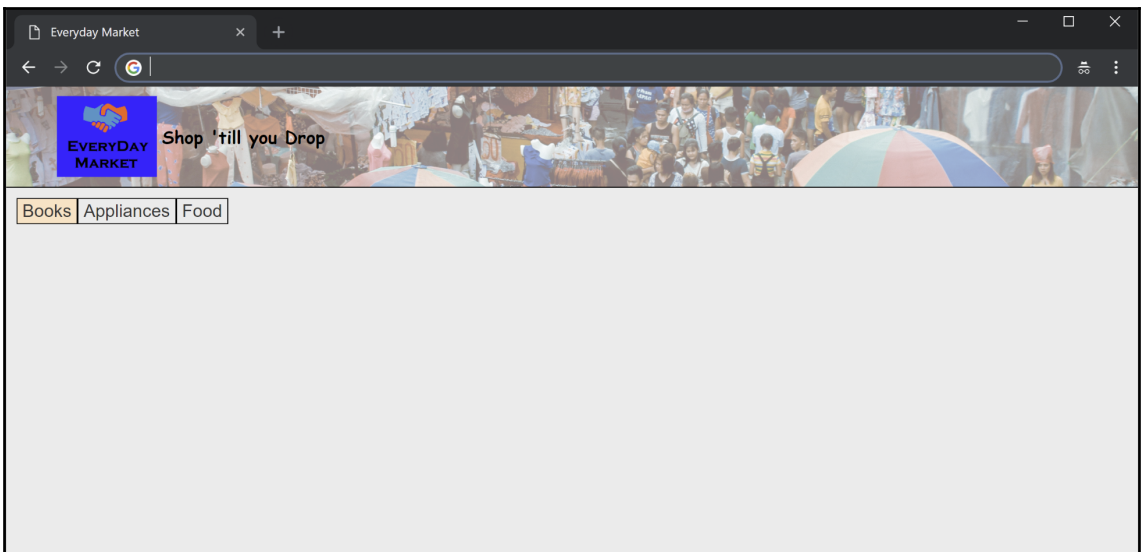 Everyday Market
EVERYDAY
MARKET
Shop 'till you Drop
Books
Appliances
Food